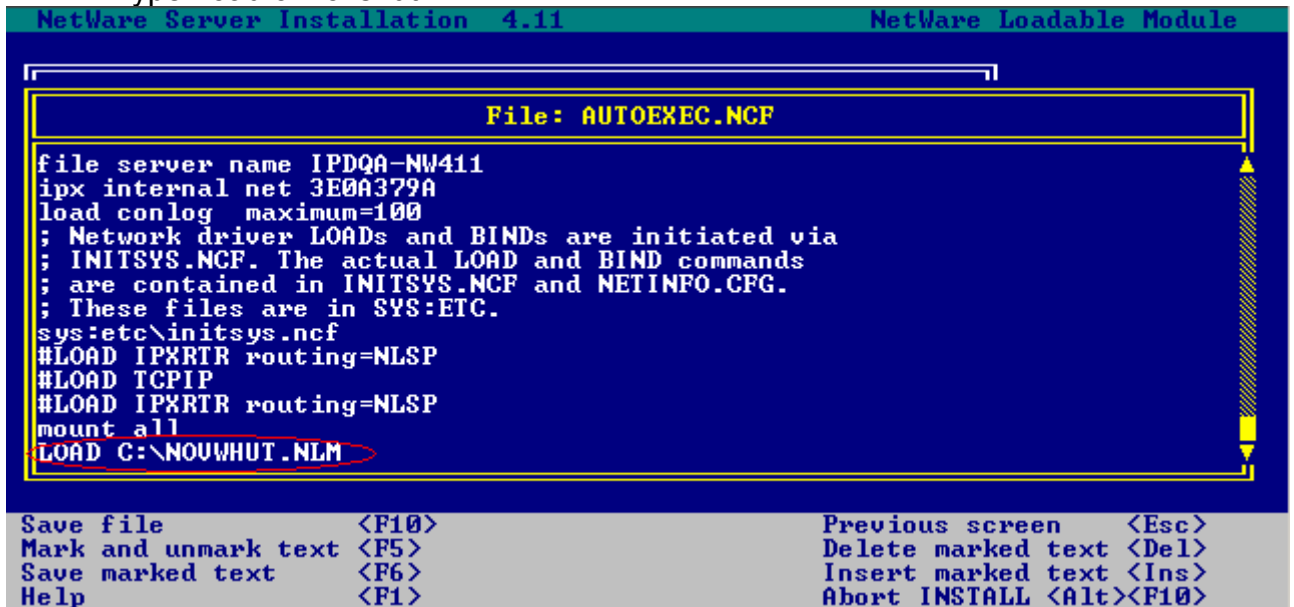 NetWare Server Installation 4.11 NetWare Loadable Module
File: AUTOEXEC.NCF
file server name IPDQA-NW411
ipx internal net 3E0A379A
load conlog maximum=100
; Network driver LOADs and BINDs are initiated via
; INITSYS.NCF. The actual LOAD and BIND commands
; are contained in INITSYS.NCF and NETINFO.CFG.
; These files are in SYS:ETC.
sys:etc\initsys.ncf
#LOAD IPXRTR routing=NLSP
#LOAD TCPIP
#LOAD IPXRTR routing=NLSP
mount all
LOAD C:\NOVWHUT.NLM
Save file <F10> Previous screen <Esc>
Mark and unmark text <F5> Delete marked text <Del>
Save marked text <F6> Insert marked text <Ins>
Help <F1> Abort INSTALL <Alt><F10>